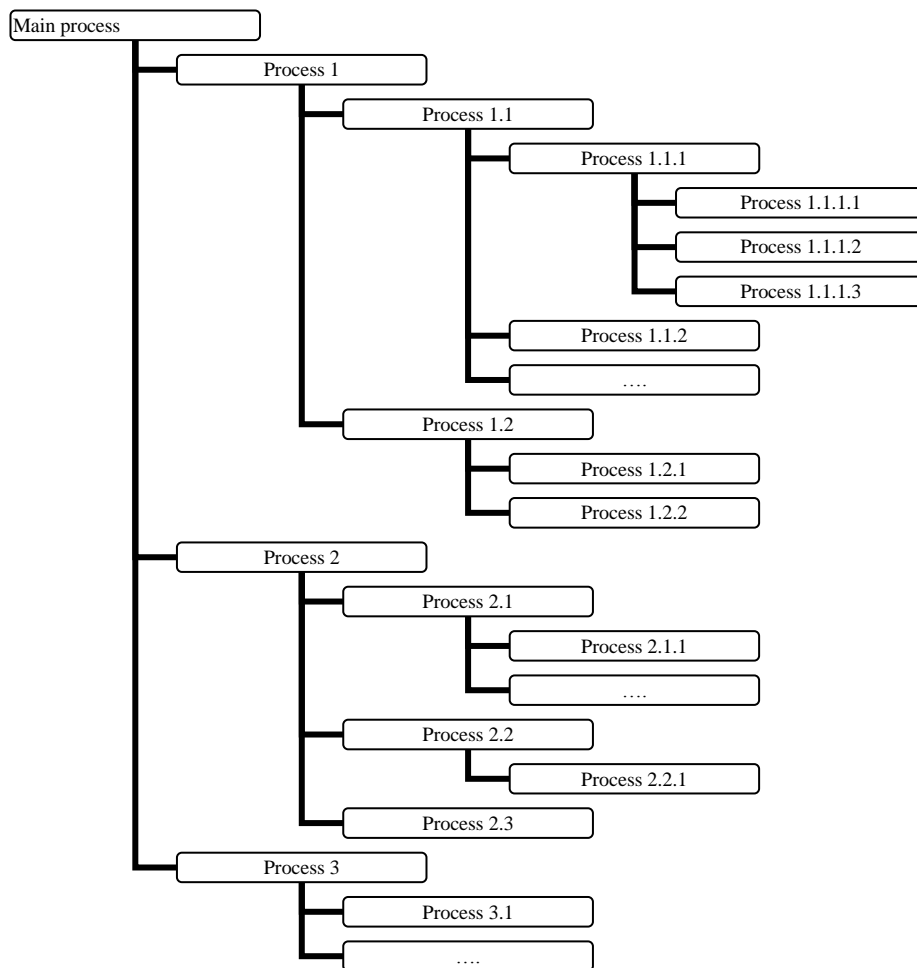 Main process
Process 1
Process 1.1
Process 1.1.1
Process 1.1.1.1
Process 1.1.1.2
Process 1.1.1.3
Process 1.1.2
….
Process 1.2
Process 1.2.1
Process 1.2.2
Process 2
Process 2.1
Process 2.1.1
….
Process 2.2
Process 2.2.1
Process 2.3
Process 3
Process 3.1
….